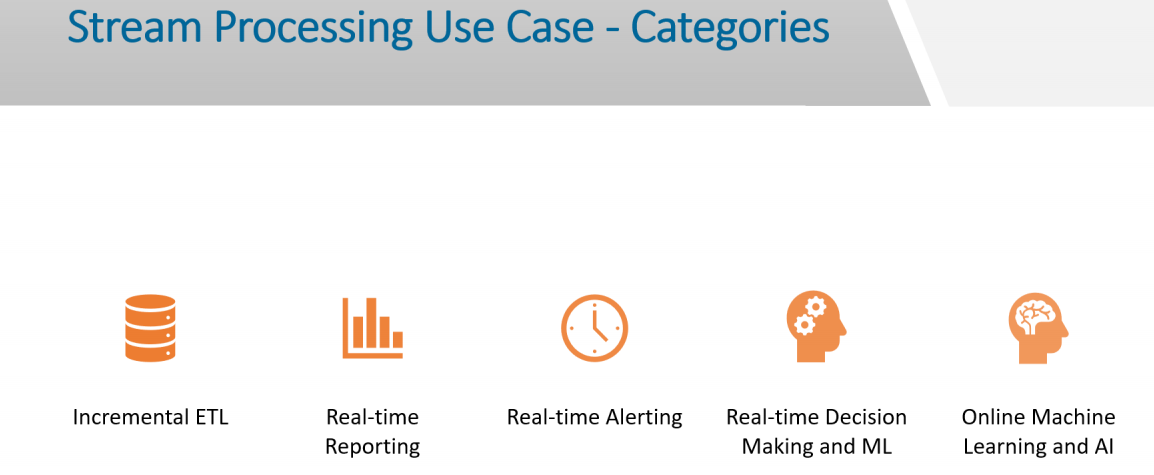 Stream Processing Use Case - Categories
Incremental ETL
Real-time
Reporting
Real-time Alerting
Real-time Decision
Making and ML
Online Machine
Learning and AI